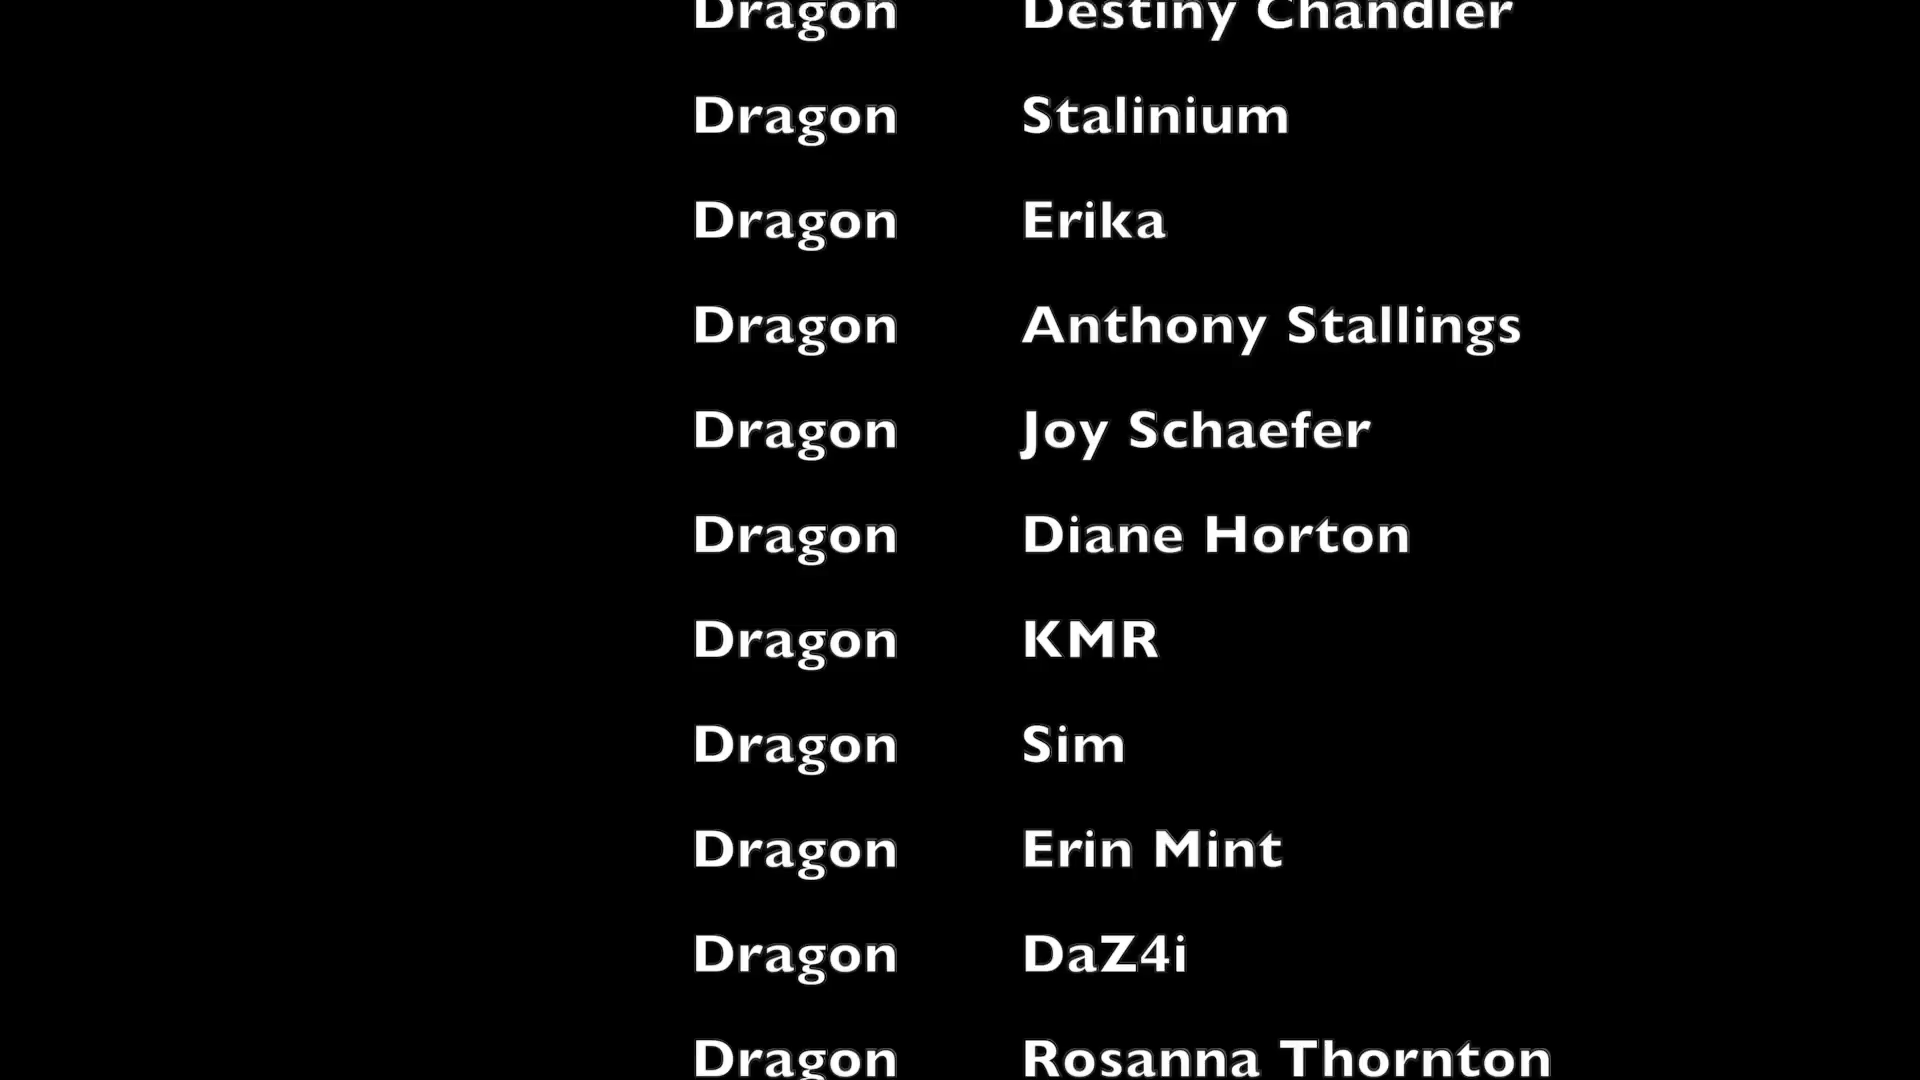 Dragon Destiny Chandler
Dragon Stalinium
Dragon Erika
Dragon Anthony Stallings
Dragon Joy Schaefer
Dragon Diane Horton
Dragon KMR
Dragon Sim
Dragon Erin Mint
Dragon DaZ4i
Dragon Rosanna Thornton